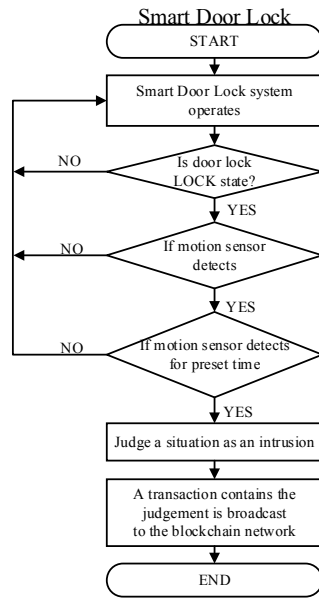 Smart Door Lock
START
Smart Door Lock system
operates
Is door lock
LOCK state?
NO
YES
If motion sensor
detects
NO
YES
If motion sensor detects
for preset time
NO
YES
Judge a situation as an intrusion
A transaction contains the
judgement is broadcast
to the blockchain network
END